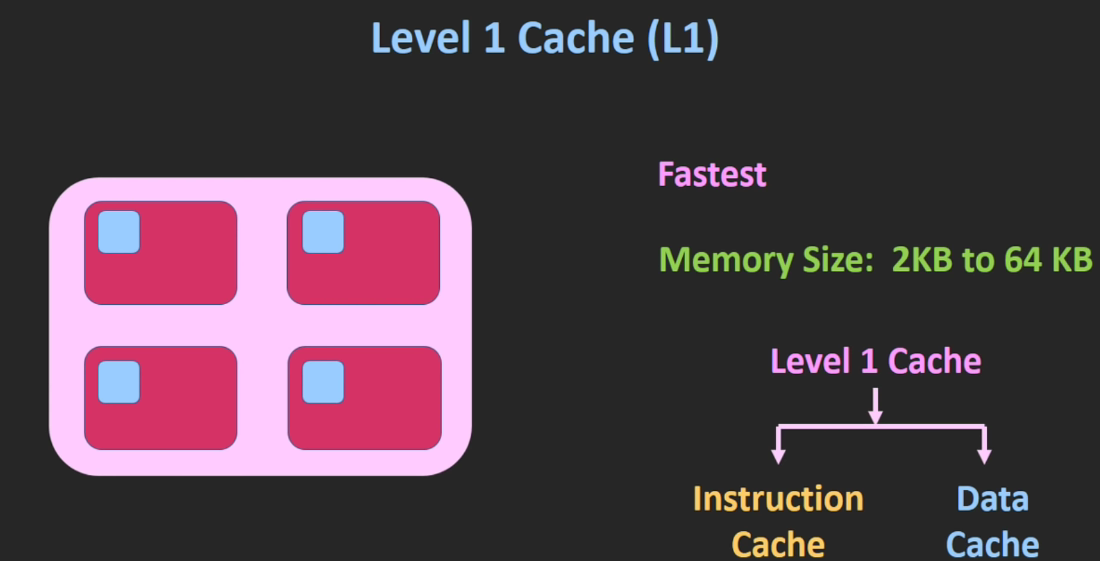 Level 1 Cache (L1)
Fastest
Memory Size:  2KB to 64 KB
Level 1 Cache
Instruction
Cache
Data
Cache